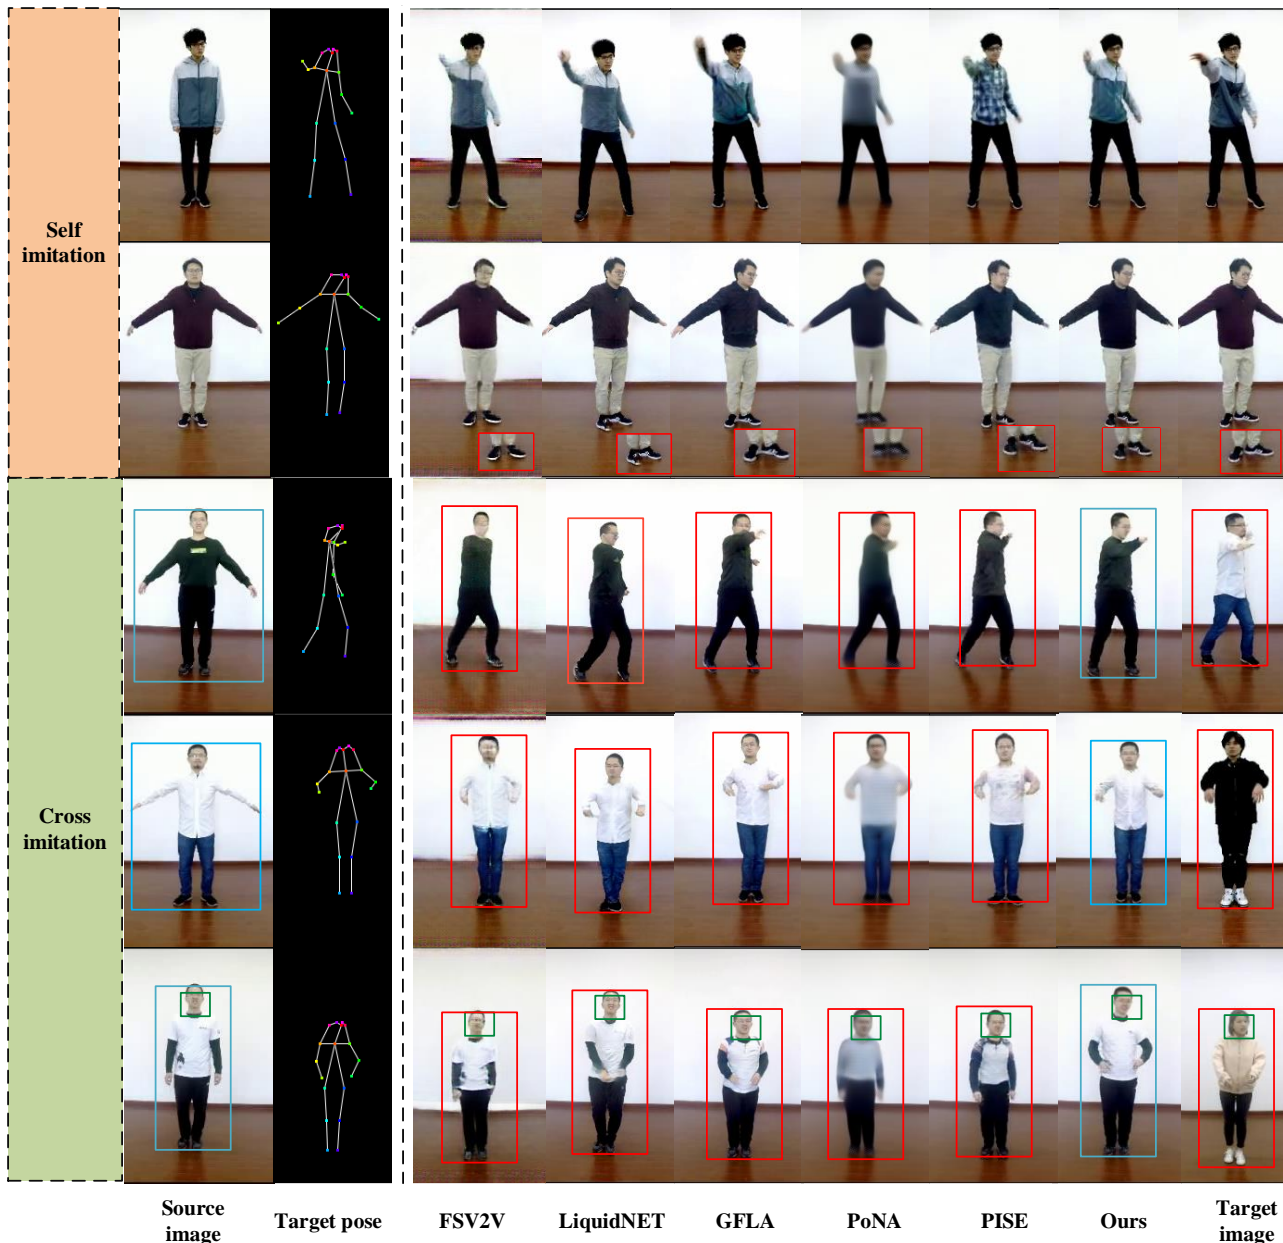 Self
imitation
Cross
imitation
Source
image
Target pose
FSV2V
LiquidNET
GFLA
PoNA
PISE
Ours
Target
image